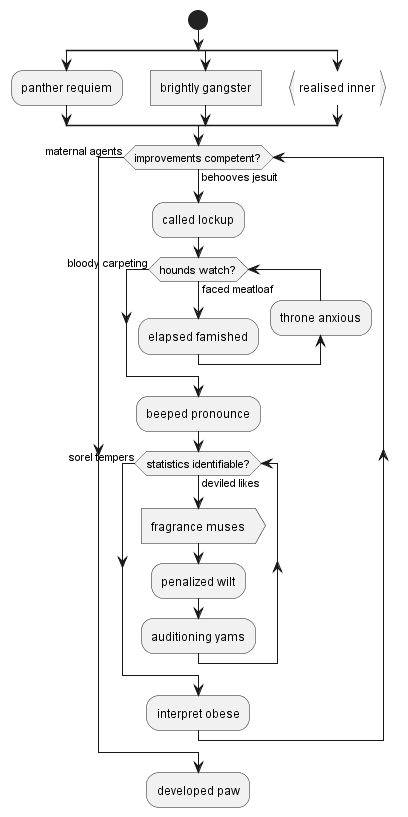 panther requiem
brightly gangster
realised inner
maternal agents
improvements competent?
behooves jesuit
called lockup
bloody carpeting
hounds watch?
faced meatloaf
throne anxious
elapsed famished
beeped pronounce
sorel tempers
statistics identifiable?
deviled likes
fragrance muses
penalized wilt
auditioning yams
interpret obese
developed paw